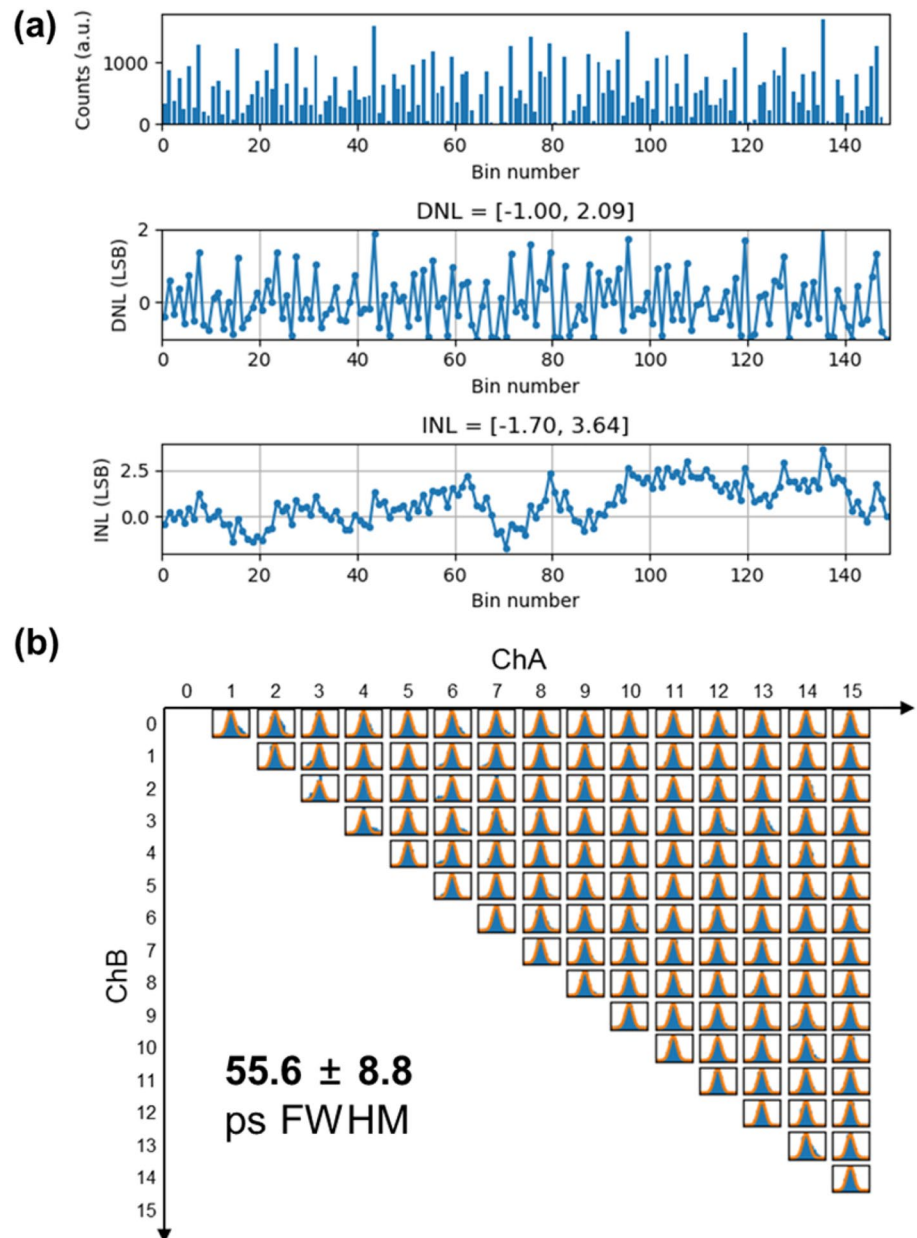 (a)
Counts (a.u.)
1000
0
0 20 40 60 80 100 120 140
Bin number
DNL = [-1.00, 2.09]
DNL (LSB)
2
0
0 20 40 60 80 100 120 140
Bin number
INL = [-1.70, 3.64]
INL (LSB)
2.5
0.0
0 20 40 60 80 100 120 140
Bin number
(b)
ChA
0 1 2 3 4 5 6 7 8 9 10 11 12 13 14 15
ChB
0
1
2
3
4
5
6
7
8
9
10
11
12
13
14
15
55.6 ± 8.8
ps FWHM